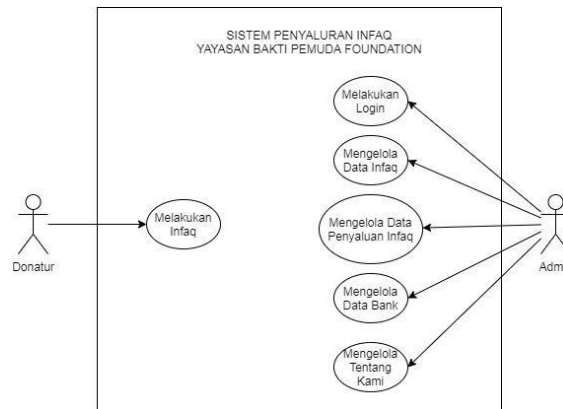 SISTEM PENYALURAN INFAQ
YAYASAN BAKTI PEMUDA FOUNDATION
Melakukan
Login
Mengelola
Data Infaq
Melakukan
Infaq
Mengelola Data
Penyaluan Infaq
Donatur
Adm
Mengelola
Data Bank
Mengelola
Tentang
Kami